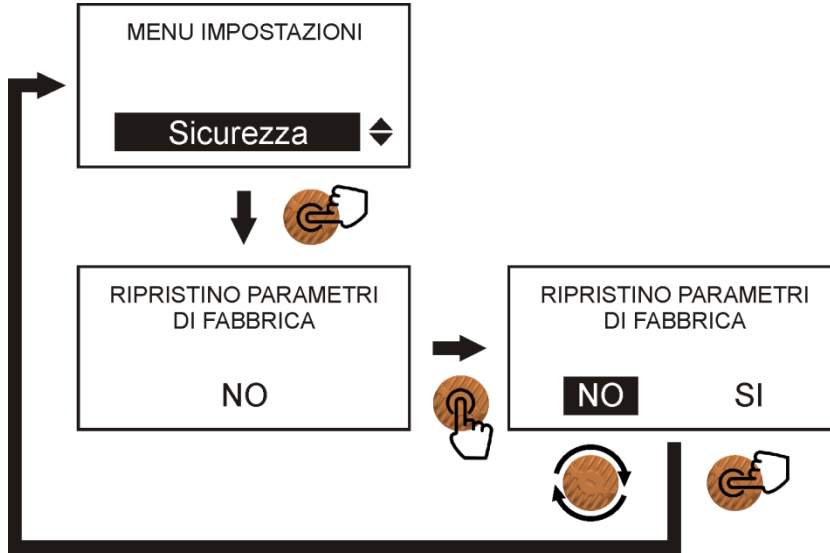 MENU IMPOSTAZIONI
Sicurezza
RIPRISTINO PARAMETRI
DI FABBRICA
NO
RIPRISTINO PARAMETRI
DI FABBRICA
NO SI